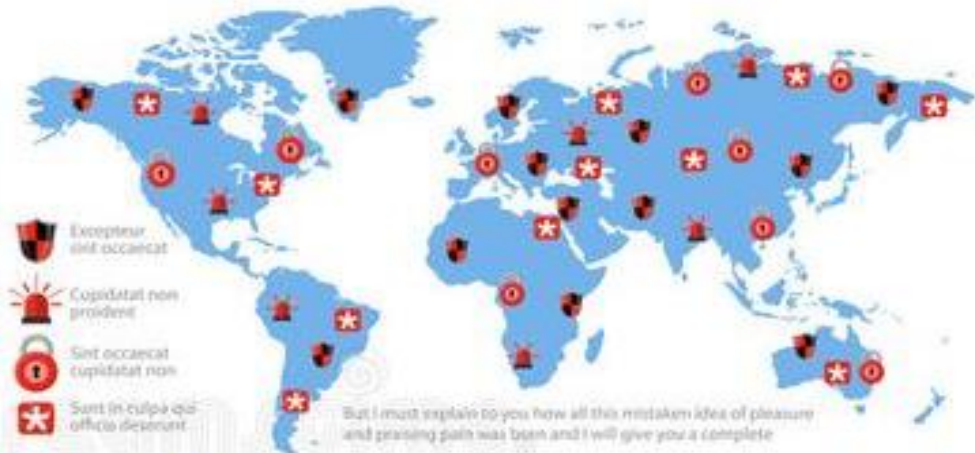 Excepteur
sint occaecat
Cupidatat non
proident
Sint occaecat
cupidatat non
Sunt in culpa qui
officia deserunt
But I must explain to you how all this mistaken idea of pleasure
and praising pain was born and I will give you a complete